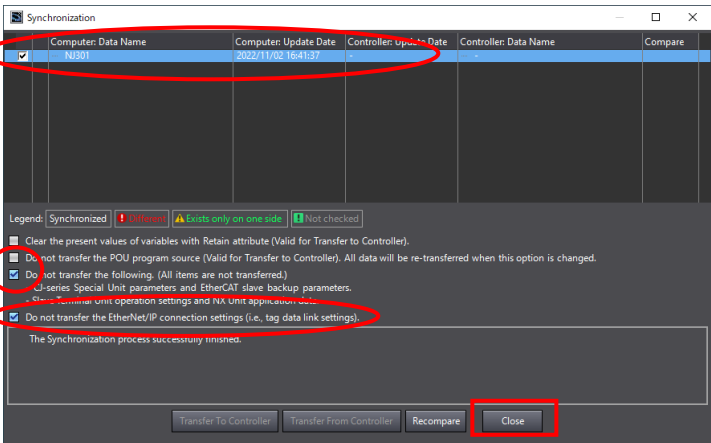 Synchronization
Computer: Data Name Computer: Update Date Controller: Update Date Controller: Data Name Compare
NJ301 2022/11/02 16:41:37 - -
Legend: Synchronized Different Exists only on one side Not checked
Clear the present values of variables with Retain attribute (Valid for Transfer to Controller).
Do not transfer the POU program source (Valid for Transfer to Controller). All data will be re-transferred when this option is changed.
Do not transfer the following. (All items are not transferred.)
- CJ-series Special Unit parameters and EtherCAT slave backup parameters.
- Slave Terminal Unit operation settings and NX Unit application data.
Do not transfer the EtherNet/IP connection settings (i.e., tag data link settings).
The Synchronization process successfully finished.
Transfer To Controller Transfer From Controller Recompare Close